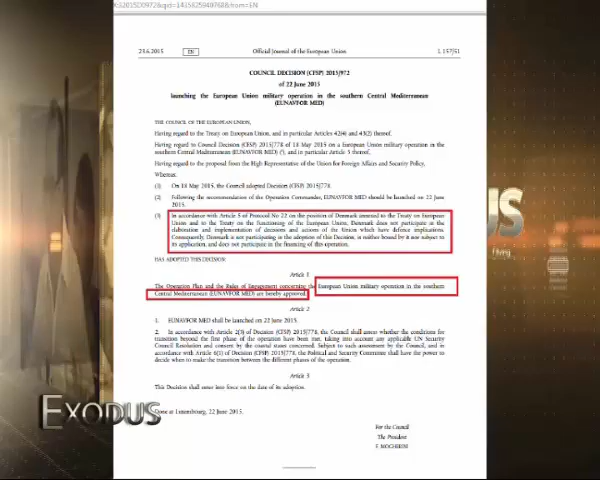 X:32015D0972&qid=1435825940768&from=EN
23.6.2015 EN Official Journal of the European Union L 157/51
COUNCIL DECISION (CFSP) 2015/972
of 22 June 2015
launching the European Union military operation in the southern Central Mediterranean
(EUNAVFOR MED)
THE COUNCIL OF THE EUROPEAN UNION,
Having regard to the Treaty on European Union, and in particular Articles 42(4) and 43(2) thereof,
Having regard to Council Decision (CFSP) 2015/778 of 18 May 2015 on a European Union military operation in the
southern Central Mediterranean (EUNAVFOR MED) (¹), and in particular Article 5 thereof,
Having regard to the proposal from the High Representative of the Union for Foreign Affairs and Security Policy,
Whereas:
(1) On 18 May 2015, the Council adopted Decision (CFSP) 2015/778.
(2) Following the recommendation of the Operation Commander, EUNAVFOR MED should be launched on 22 June
2015.
(3) In accordance with Article 5 of Protocol No 22 on the position of Denmark annexed to the Treaty on European
Union and to the Treaty on the Functioning of the European Union, Denmark does not participate in the
elaboration and implementation of decisions and actions of the Union which have defence implications.
Consequently, Denmark is not participating in the adoption of this Decision, is neither bound by it nor subject to
its application, and does not participate in the financing of this operation,
HAS ADOPTED THIS DECISION:
Article 1
The Operation Plan and the Rules of Engagement concerning the European Union military operation in the southern
Central Mediterranean (EUNAVFOR MED) are hereby approved.
Article 2
1. EUNAVFOR MED shall be launched on 22 June 2015.
2. In accordance with Article 2(3) of Decision (CFSP) 2015/778, the Council shall assess whether the conditions for
transition beyond the first phase of the operation have been met, taking into account any applicable UN Security
Council Resolution and consent by the coastal states concerned. Subject to such assessment by the Council, and in
accordance with Article 6(1) of Decision (CFSP) 2015/778, the Political and Security Committee shall have the power to
decide when to make the transition between the different phases of the operation.
Article 3
This Decision shall enter into force on the date of its adoption.
EXODUS
Done at Luxembourg, 22 June 2015.
For the Council
The President
F. MOGHERINI
US